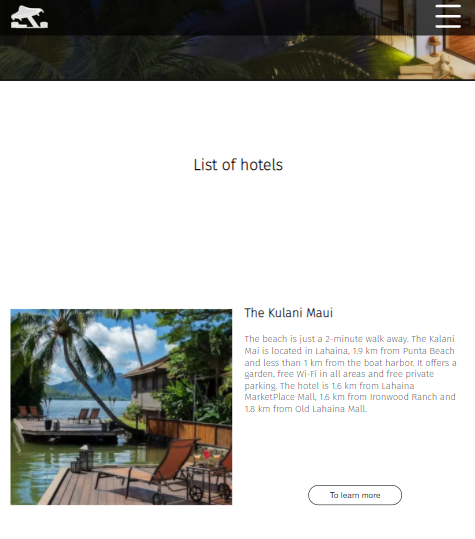 List of hotels
The Kulani Maui
The beach is just a 2-minute walk away. The Kalani
Mai is located in Lahaina, 1.9 km from Punta Beach
and less than 1 km from the boat harbor. It offers a
garden, free Wi-Fi in all areas and free private
parking. The hotel is 1.6 km from Lahaina
MarketPlace Mall, 1.6 km from Ironwood Ranch and
1.8 km from Old Lahaina Mall.
To learn more